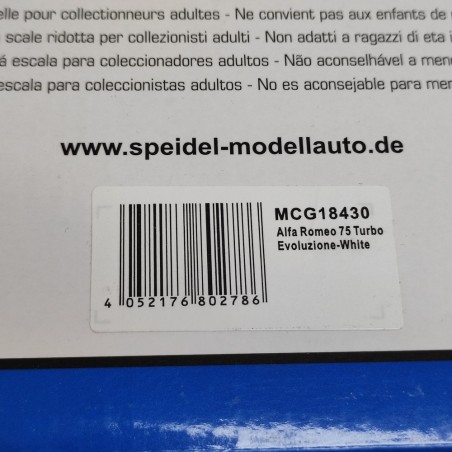 elle pour collectionneurs adultes - Ne convient pas aux enfants de
scale ridotta per collezionisti adulti - Non adatti a ragazzi di eta i
á escala para coleccionadores adultos - Não aconselhável a men
escala para coleccionistas adultos - No es aconsejable para mer
www.speidel-modellauto.de
MCG18430
Alfa Romeo 75 Turbo
Evoluzione-White
4 052176 802786